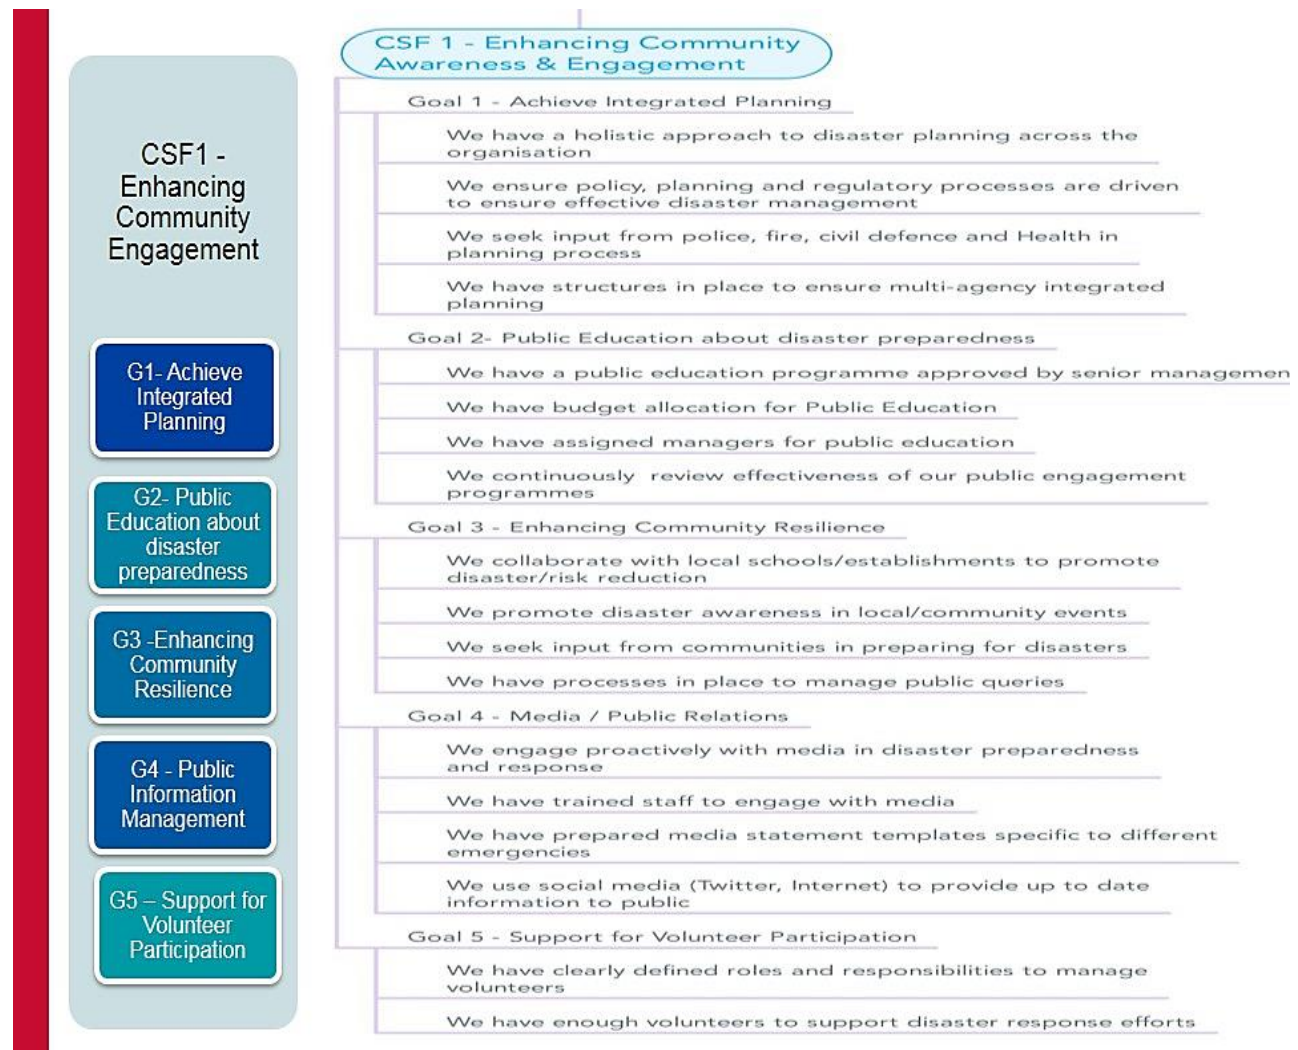 CSF1 -
Enhancing
Community
Engagement
G1- Achieve
Integrated
Planning
G2- Public
Education about
disaster
preparedness
G3 -Enhancing
Community
Resilience
G4 - Public
Information
Management
G5 – Support for
Volunteer
Participation
CSF 1 - Enhancing Community
Awareness & Engagement
Goal 1 - Achieve Integrated Planning
We have a holistic approach to disaster planning across the
organisation
We ensure policy, planning and regulatory processes are driven
to ensure effective disaster management
We seek input from police, fire, civil defence and Health in
planning process
We have structures in place to ensure multi-agency integrated
planning
Goal 2- Public Education about disaster preparedness
We have a public education programme approved by senior managemen
We have budget allocation for Public Education
We have assigned managers for public education
We continuously review effectiveness of our public engagement
programmes
Goal 3 - Enhancing Community Resilience
We collaborate with local schools/establishments to promote
disaster/risk reduction
We promote disaster awareness in local/community events
We seek input from communities in preparing for disasters
We have processes in place to manage public queries
Goal 4 - Media / Public Relations
We engage proactively with media in disaster preparedness
and response
We have trained staff to engage with media
We have prepared media statement templates specific to different
emergencies
We use social media (Twitter, Internet) to provide up to date
information to public
Goal 5 - Support for Volunteer Participation
We have clearly defined roles and responsibilities to manage
volunteers
We have enough volunteers to support disaster response efforts